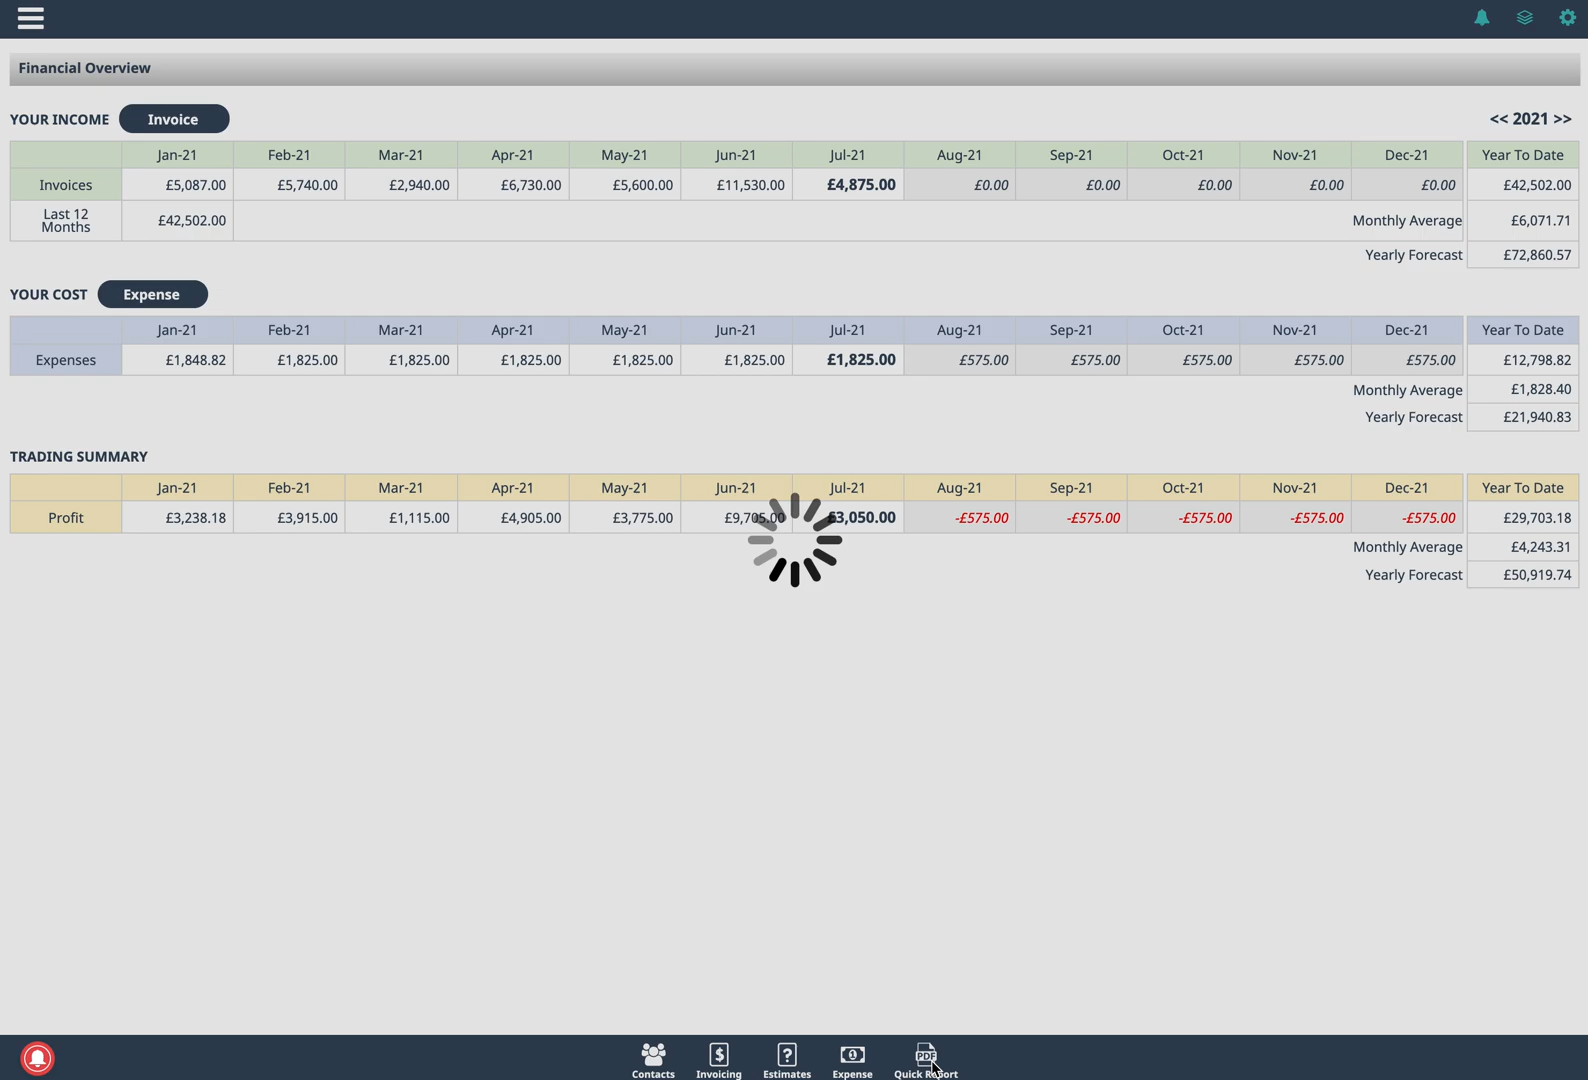 Financial Overview
YOUR INCOME Invoice << 2021 >>
Jan-21 Feb-21 Mar-21 Apr-21 May-21 Jun-21 Jul-21 Aug-21 Sep-21 Oct-21 Nov-21 Dec-21 Year To Date
Invoices £5,087.00 £5,740.00 £2,940.00 £6,730.00 £5,600.00 £11,530.00 £4,875.00 £0.00 £0.00 £0.00 £0.00 £0.00 £42,502.00
Last 12
Months £42,502.00 Monthly Average £6,071.71
Yearly Forecast £72,860.57
YOUR COST Expense
Jan-21 Feb-21 Mar-21 Apr-21 May-21 Jun-21 Jul-21 Aug-21 Sep-21 Oct-21 Nov-21 Dec-21 Year To Date
Expenses £1,848.82 £1,825.00 £1,825.00 £1,825.00 £1,825.00 £1,825.00 £1,825.00 £575.00 £575.00 £575.00 £575.00 £575.00 £12,798.82
Monthly Average £1,828.40
Yearly Forecast £21,940.83
TRADING SUMMARY
Jan-21 Feb-21 Mar-21 Apr-21 May-21 Jun-21 Jul-21 Aug-21 Sep-21 Oct-21 Nov-21 Dec-21 Year To Date
Profit £3,238.18 £3,915.00 £1,115.00 £4,905.00 £3,775.00 £9,705.00 £3,050.00 -£575.00 -£575.00 -£575.00 -£575.00 -£575.00 £29,703.18
Monthly Average £4,243.31
Yearly Forecast £50,919.74
$ ? 1 PDF
Contacts Invoicing Estimates Expense Quick Report